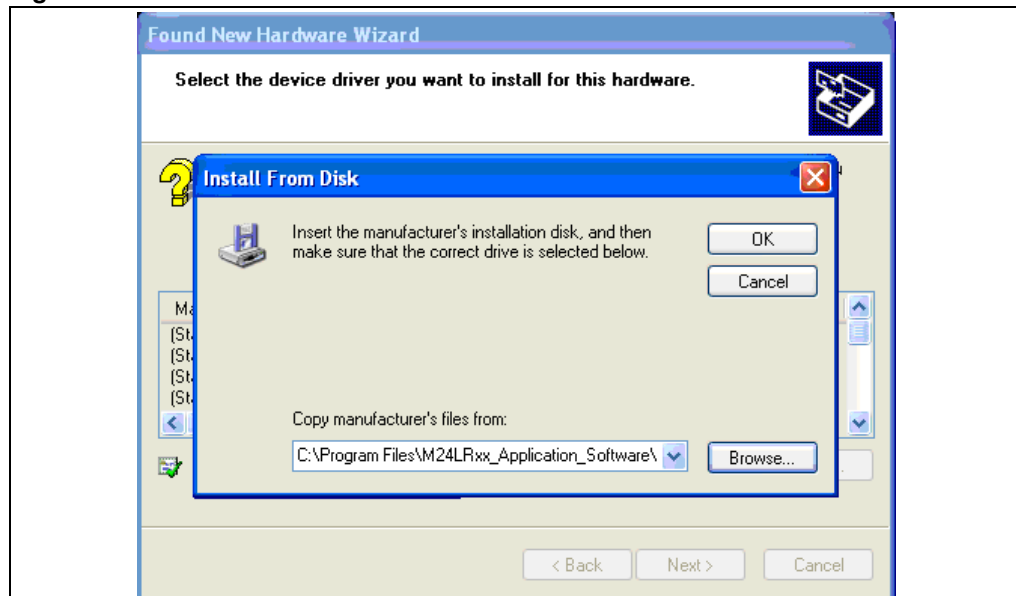 Found New Hardware Wizard
Select the device driver you want to install for this hardware.
Install From Disk
Insert the manufacturer's installation disk, and then
make sure that the correct drive is selected below.
OK
Cancel
Copy manufacturer's files from:
C:\Program Files\M24LRxx_Application_Software\
Browse...
< Back
Next >
Cancel